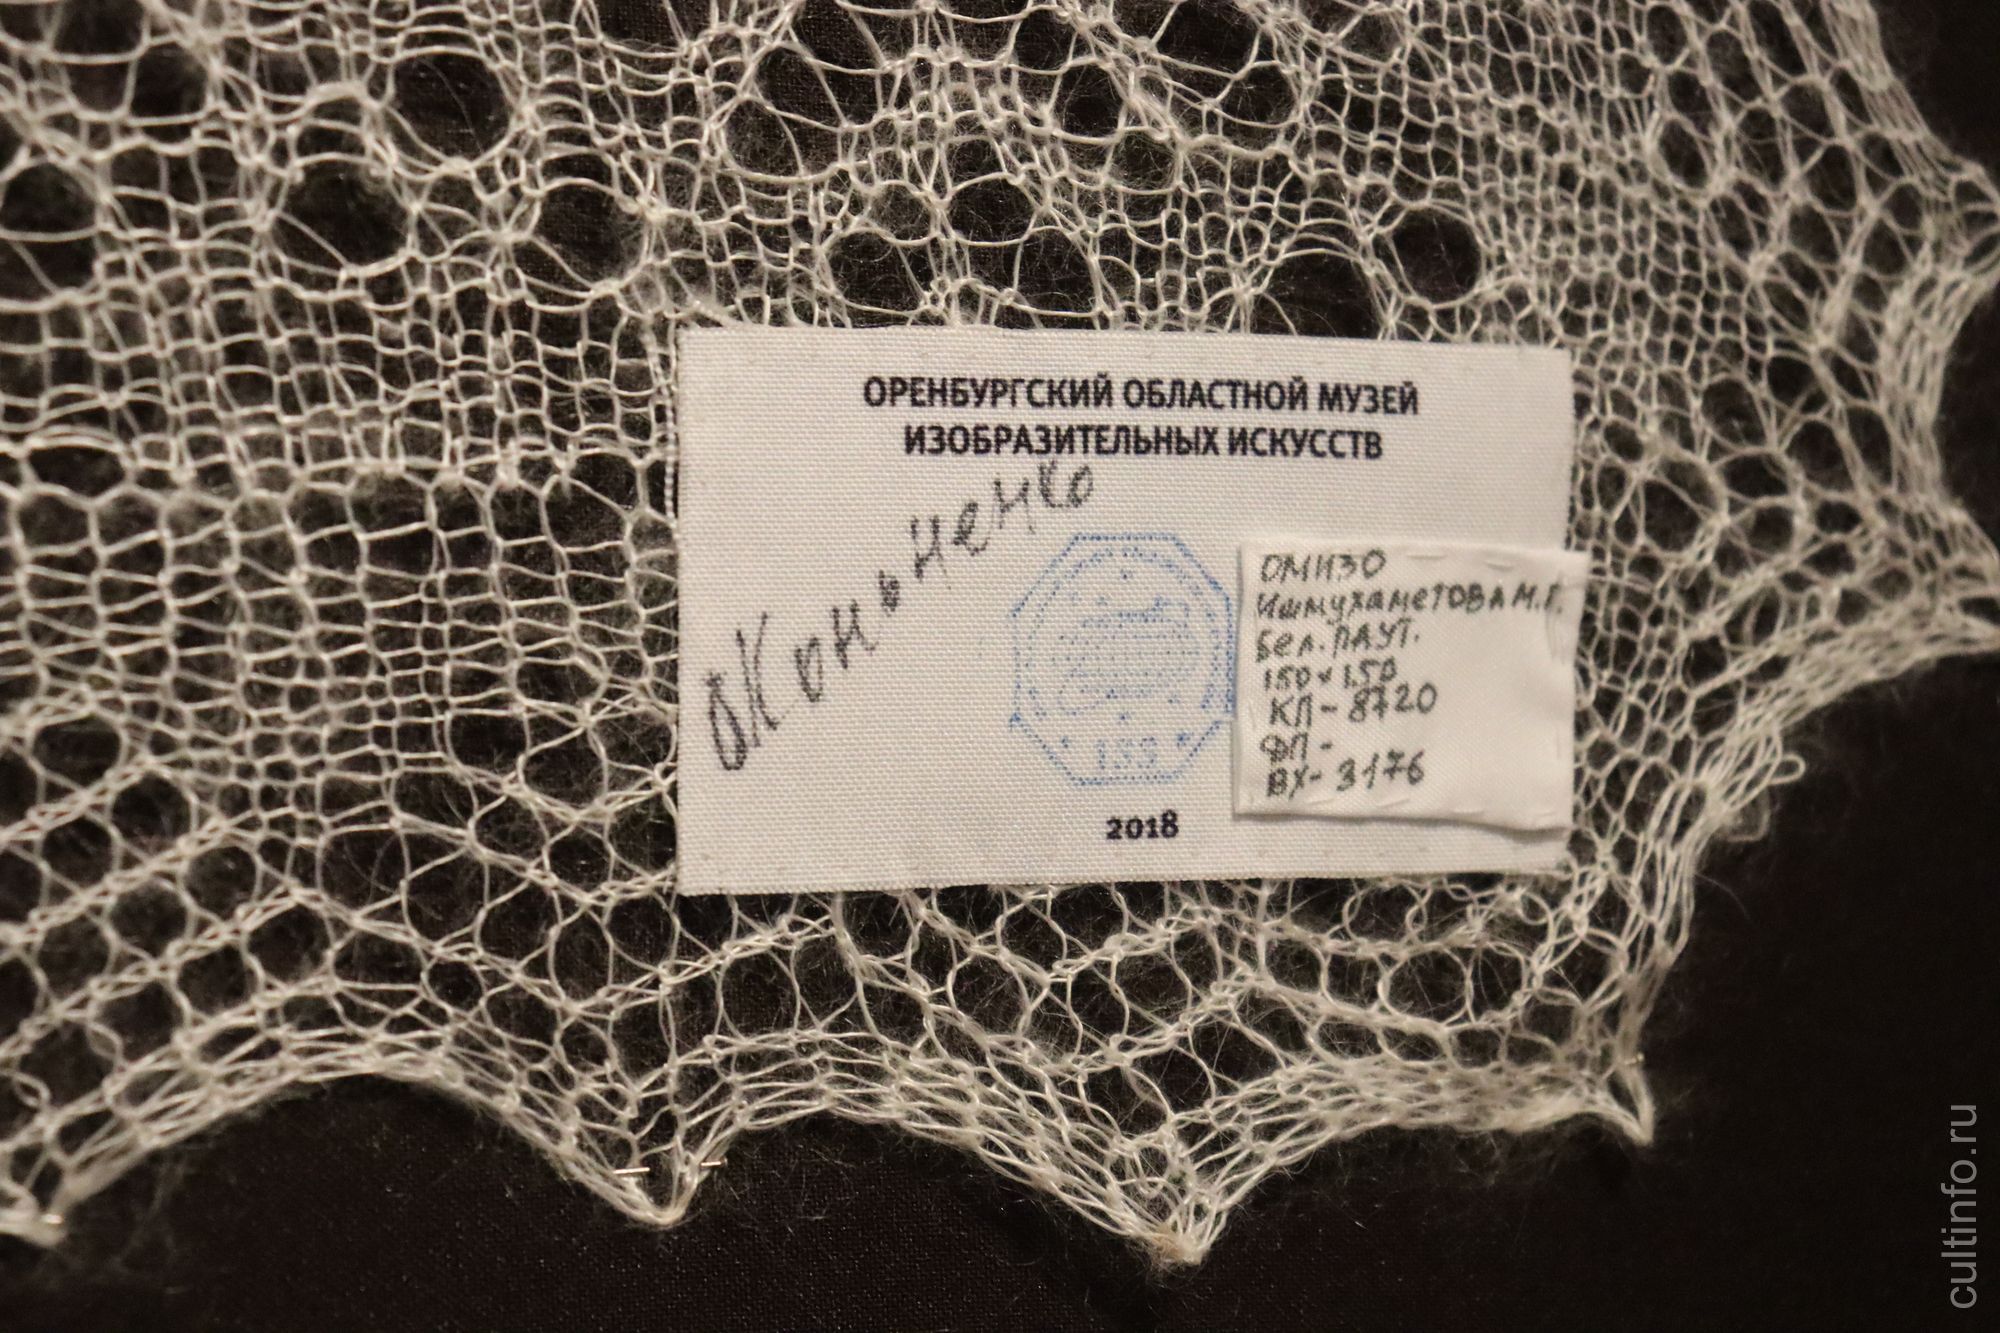 ОРЕНБУРГСКИЙ ОБЛАСТНОЙ МУЗЕЙ
ИЗОБРАЗИТЕЛЬНЫХ ИСКУССТВ
ОМИЗО
Ишмухаметова М.Г.
Бел. ПАУТ.
150×150
КП-8720
ФП-
ВХ-3176
2018
cultinfo.ru